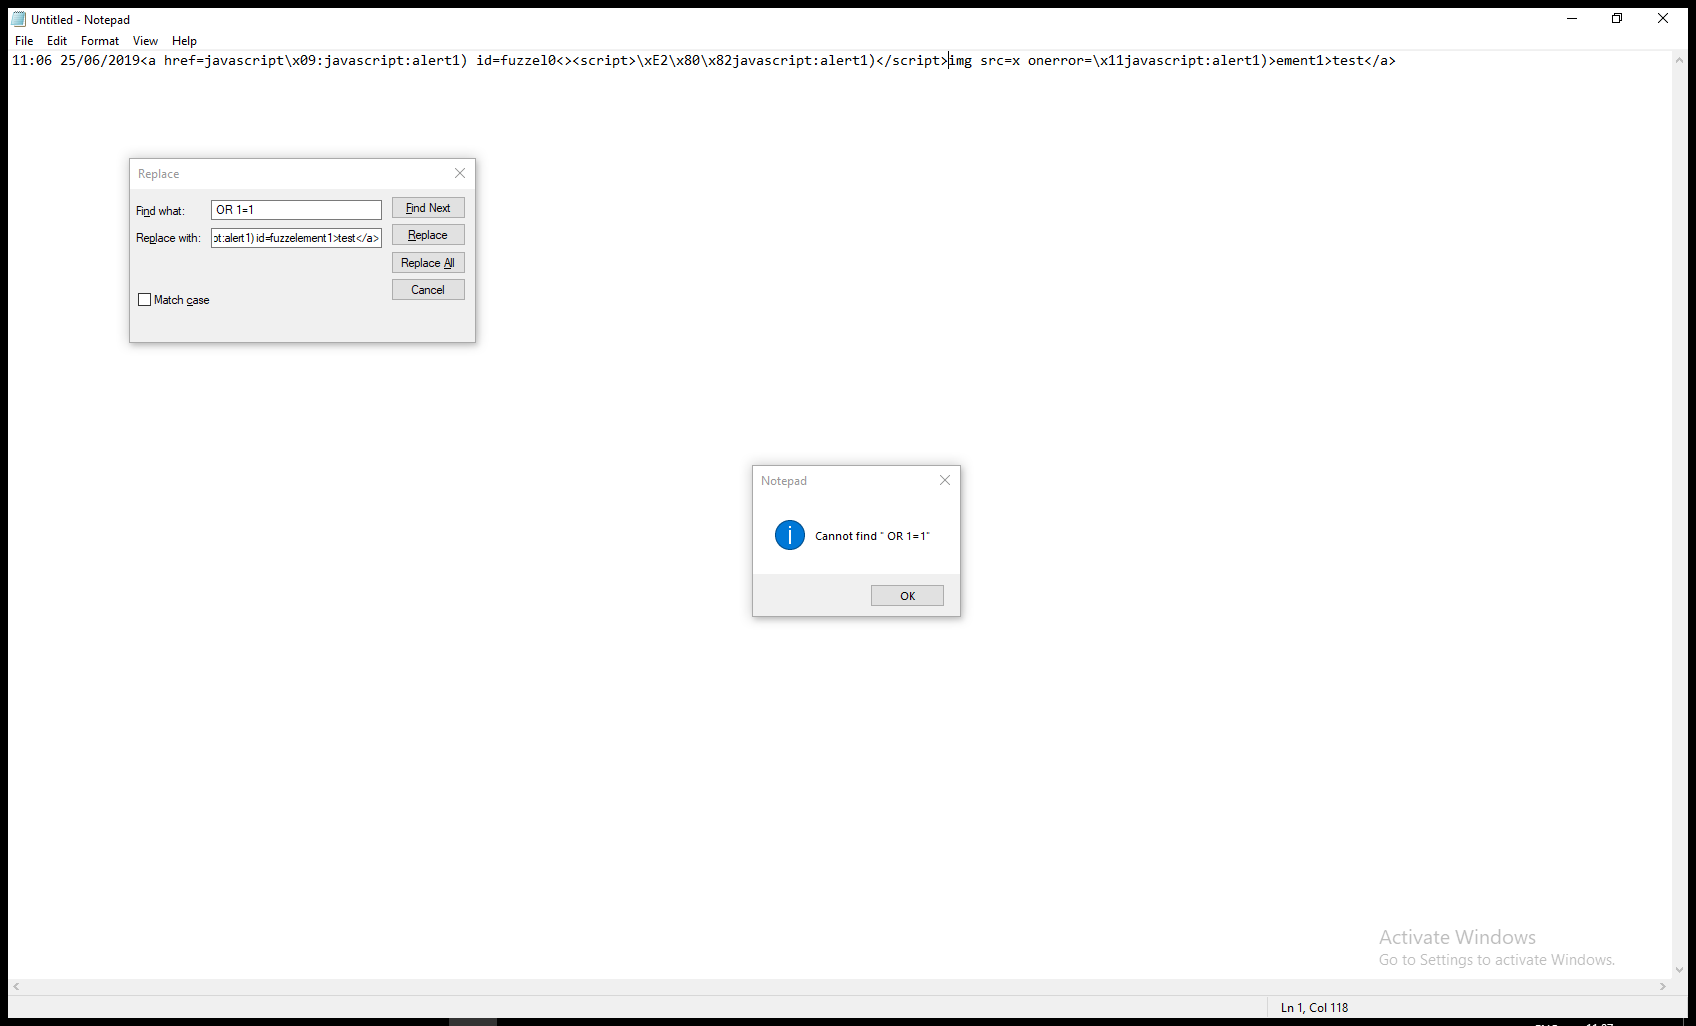 Untitled - Notepad
File Edit Format View Help
11:06 25/06/2019<a href=javascript\x09:javascript:alert1) id=fuzzel0<><script>\xE2\x80\x82javascript:alert1)</script>img src=x onerror=\x11javascript:alert1)>ement1>test</a>
Replace
Find what: OR 1=1 Find Next
Replace with: ot:alert1) id=fuzzelement1>test</a> Replace
Replace All
Cancel
Match case
Notepad
Cannot find " OR 1=1"
OK
Activate Windows
Go to Settings to activate Windows.
Ln 1, Col 118